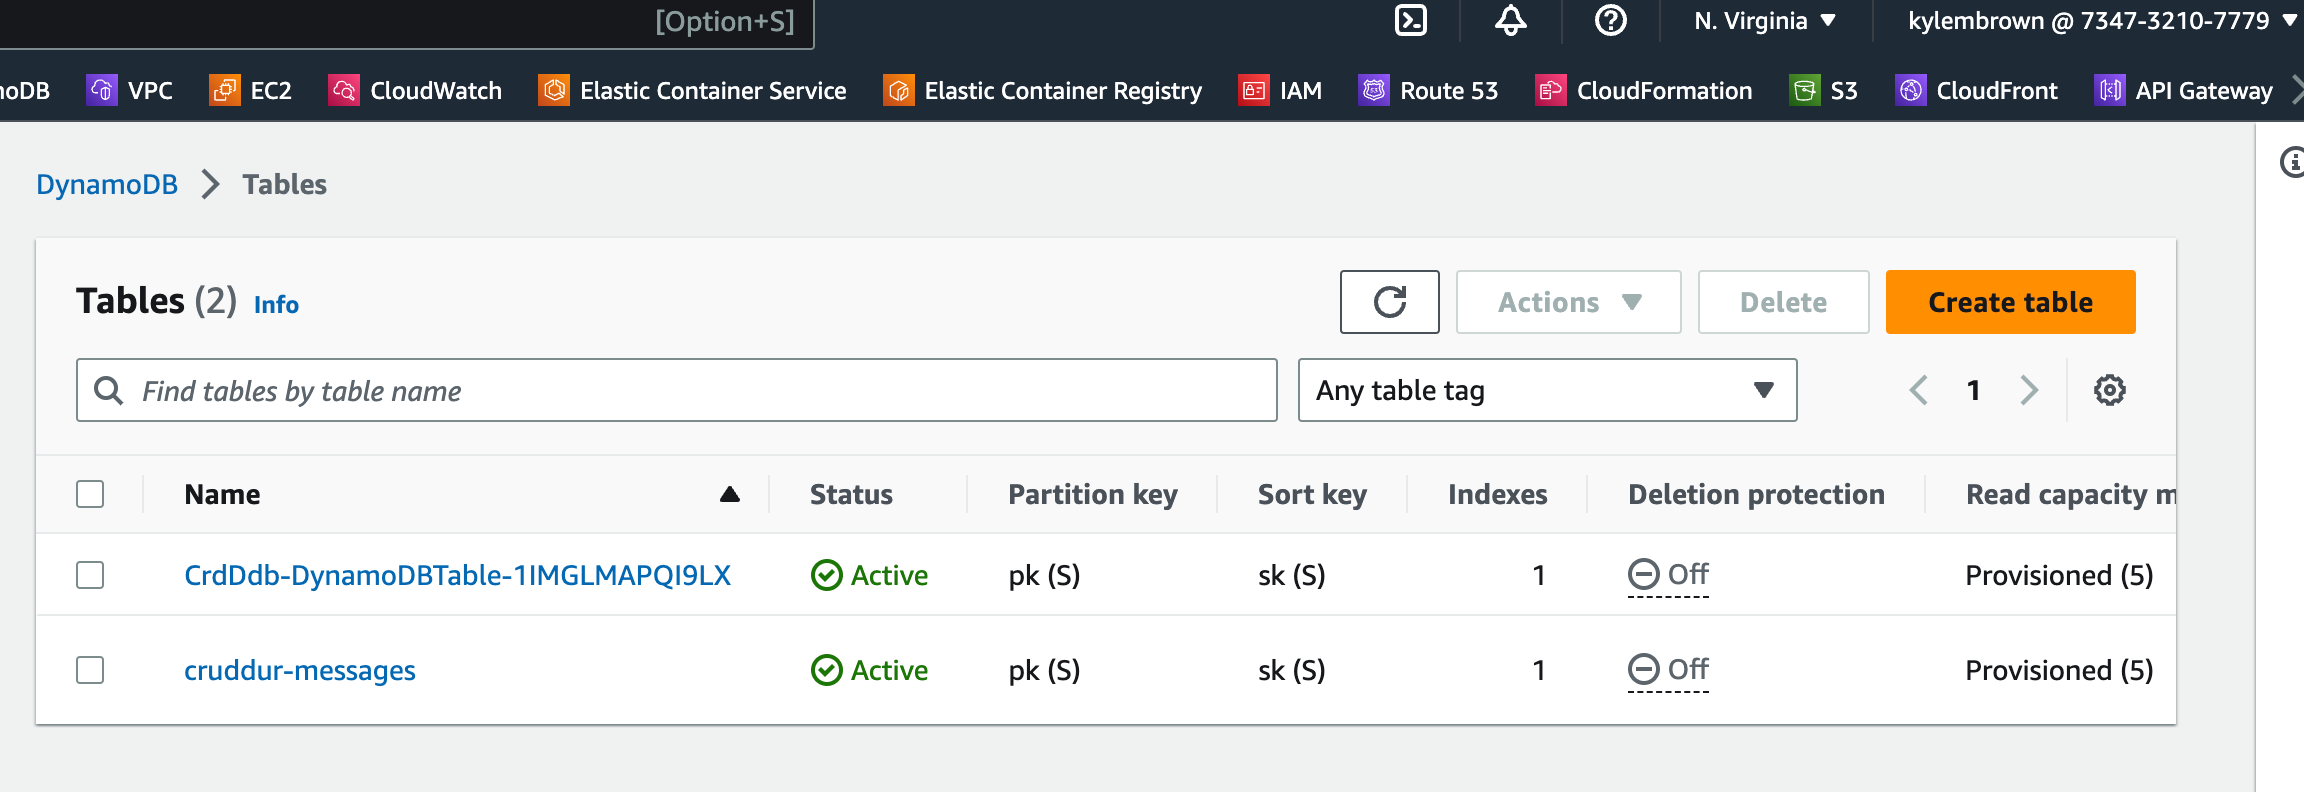 [Option+S] N. Virginia ▼ kylembrown @ 7347-3210-7779 ▼
noDB VPC EC2 CloudWatch Elastic Container Service Elastic Container Registry IAM Route 53 CloudFormation S3 CloudFront API Gateway
DynamoDB > Tables
Tables (2) Info Actions ▼ Delete Create table
Find tables by table name Any table tag ▼ < 1 >
Name ▲ Status Partition key Sort key Indexes Deletion protection Read capacity m
CrdDdb-DynamoDBTable-1IMGLMAPQI9LX Active pk (S) sk (S) 1 Off Provisioned (5)
cruddur-messages Active pk (S) sk (S) 1 Off Provisioned (5)